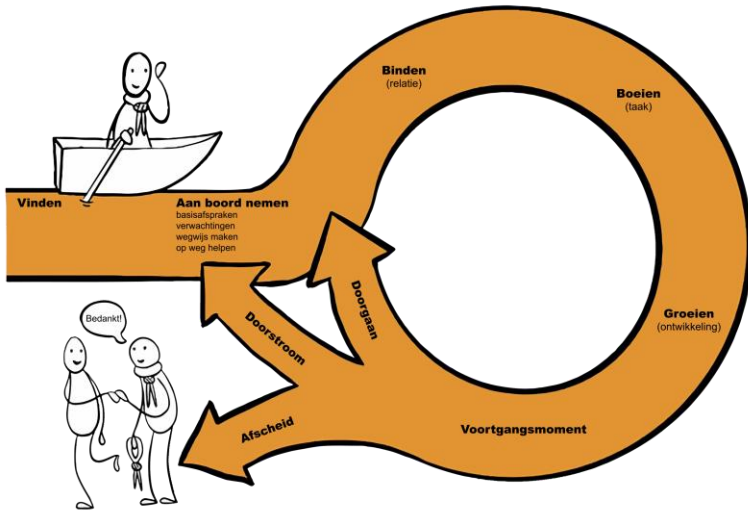 Vinden
Aan boord nemen
basisafspraken
verwachtingen
wegwijs maken
op weg helpen
Binden
(relatie)
Boeien
(taak)
Groeien
(ontwikkeling)
Voortgangsmoment
Doorgaan
Doorstroom
Afscheid
Bedankt!